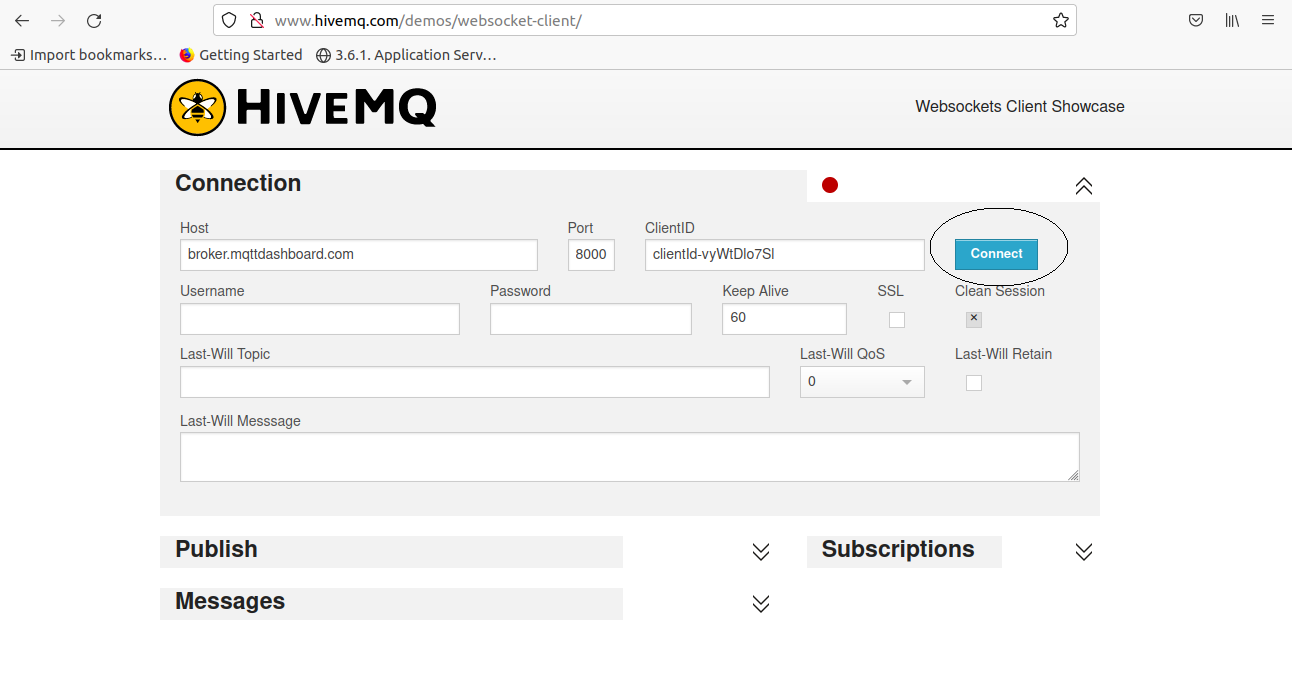 www.hivemq.com/demos/websocket-client/
Import bookmarks… Getting Started 3.6.1. Application Serv…
HIVEMQ Websockets Client Showcase
Connection
Host Port ClientID
broker.mqttdashboard.com 8000 clientId-vyWtDlo7Sl Connect
Username Password Keep Alive SSL Clean Session
60
Last-Will Topic Last-Will QoS Last-Will Retain
0
Last-Will Messsage
Publish Subscriptions
Messages